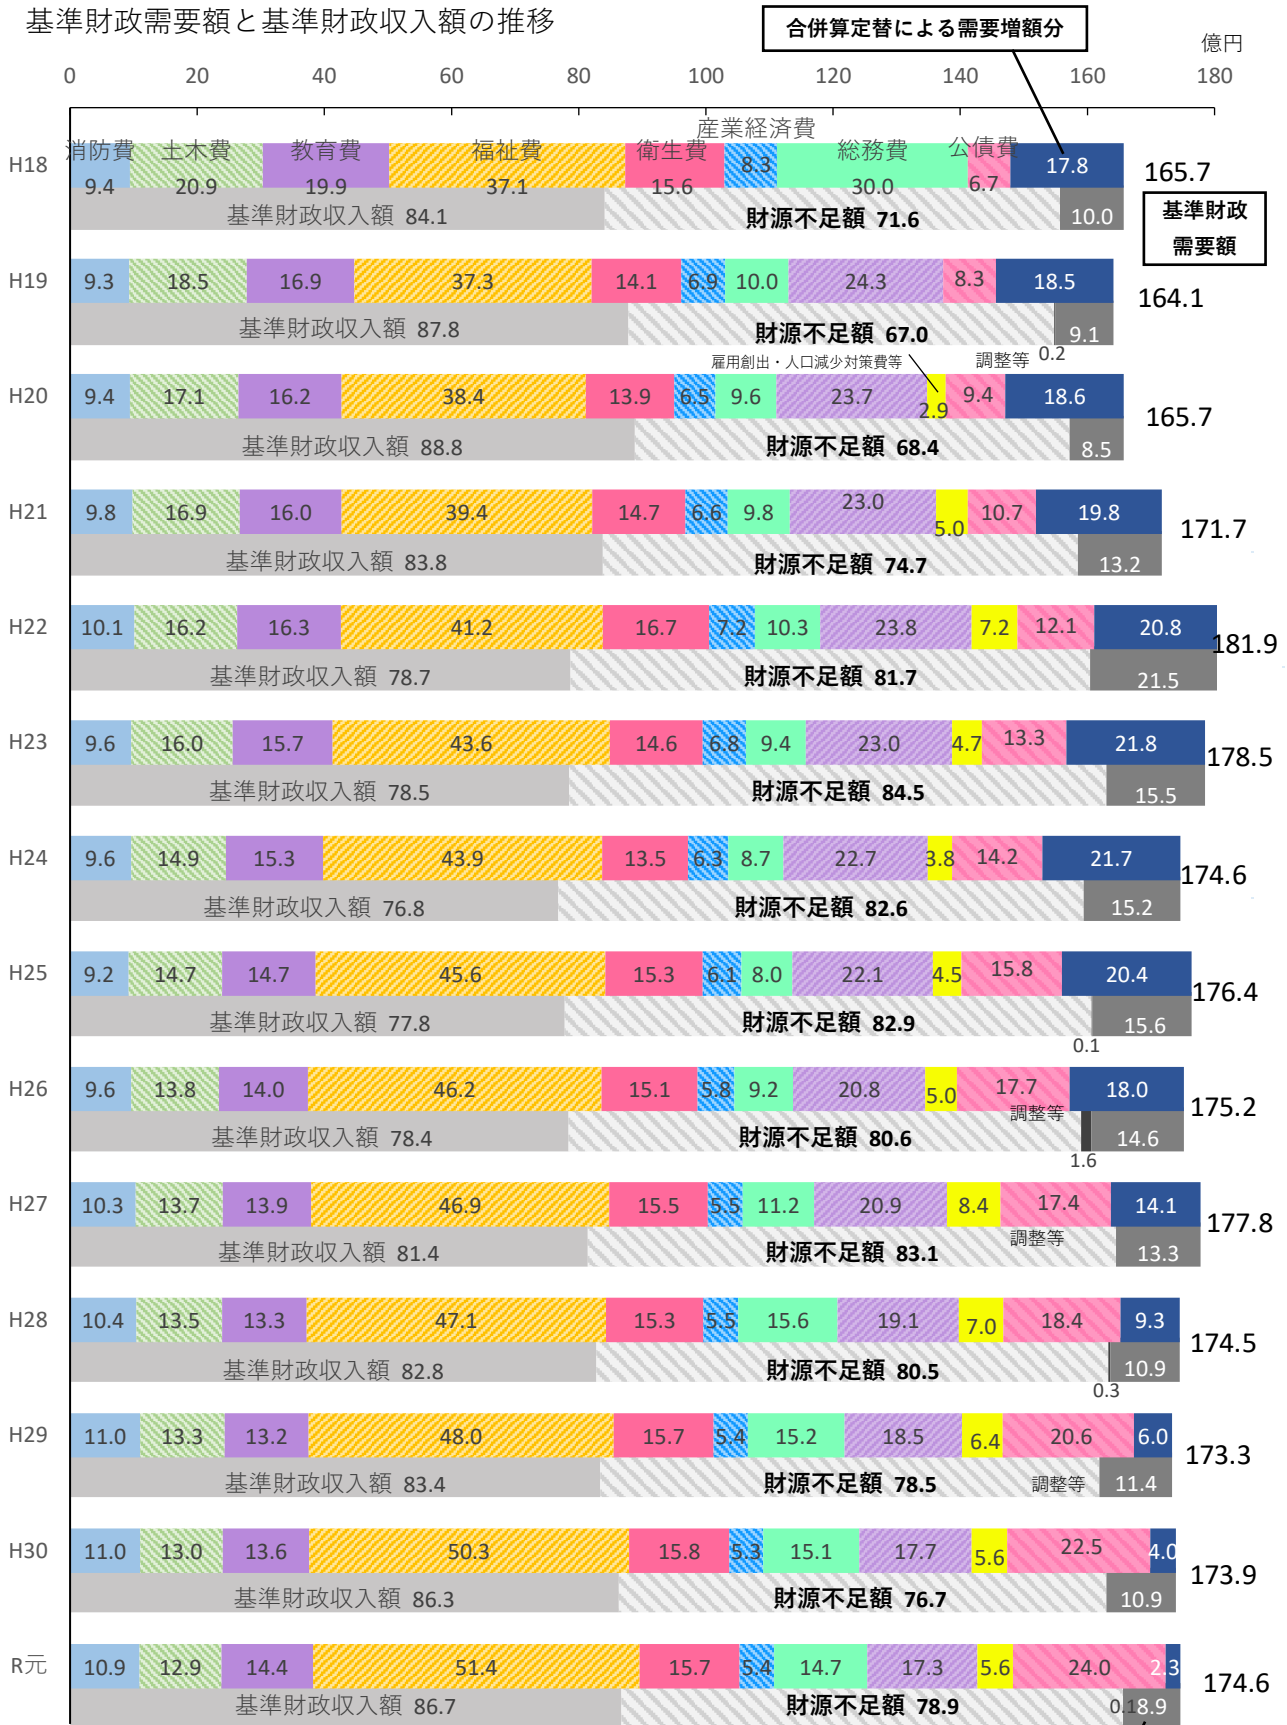 基準財政需要額と基準財政収入額の推移
合併算定替による需要増額分
億円
0 20 40 60 80 100 120 140 160 180
産業経済費
消防費 土木費 教育費 福祉費 衛生費 総務費 公債費
H18 9.4 20.9 19.9 37.1 15.6 8.3 30.0 6.7 17.8 165.7
基準財政収入額 84.1 財源不足額 71.6 10.0
基準財政
需要額
H19 9.3 18.5 16.9 37.3 14.1 6.9 10.0 24.3 8.3 18.5 164.1
基準財政収入額 87.8 財源不足額 67.0 9.1
雇用創出・人口減少対策費等 調整等 0.2
H20 9.4 17.1 16.2 38.4 13.9 6.5 9.6 23.7 2.9 9.4 18.6 165.7
基準財政収入額 88.8 財源不足額 68.4 8.5
H21 9.8 16.9 16.0 39.4 14.7 6.6 9.8 23.0 5.0 10.7 19.8 171.7
基準財政収入額 83.8 財源不足額 74.7 13.2
H22 10.1 16.2 16.3 41.2 16.7 7.2 10.3 23.8 7.2 12.1 20.8 181.9
基準財政収入額 78.7 財源不足額 81.7 21.5
H23 9.6 16.0 15.7 43.6 14.6 6.8 9.4 23.0 4.7 13.3 21.8 178.5
基準財政収入額 78.5 財源不足額 84.5 15.5
H24 9.6 14.9 15.3 43.9 13.5 6.3 8.7 22.7 3.8 14.2 21.7 174.6
基準財政収入額 76.8 財源不足額 82.6 15.2
H25 9.2 14.7 14.7 45.6 15.3 6.1 8.0 22.1 4.5 15.8 20.4 176.4
基準財政収入額 77.8 財源不足額 82.9 15.6
0.1
H26 9.6 13.8 14.0 46.2 15.1 5.8 9.2 20.8 5.0 17.7 18.0 175.2
調整等
基準財政収入額 78.4 財源不足額 80.6 14.6
1.6
H27 10.3 13.7 13.9 46.9 15.5 5.5 11.2 20.9 8.4 17.4 14.1 177.8
調整等
基準財政収入額 81.4 財源不足額 83.1 13.3
H28 10.4 13.5 13.3 47.1 15.3 5.5 15.6 19.1 7.0 18.4 9.3 174.5
基準財政収入額 82.8 財源不足額 80.5 10.9
0.3
H29 11.0 13.3 13.2 48.0 15.7 5.4 15.2 18.5 6.4 20.6 6.0 173.3
基準財政収入額 83.4 財源不足額 78.5 調整等 11.4
H30 11.0 13.0 13.6 50.3 15.8 5.3 15.1 17.7 5.6 22.5 4.0 173.9
基準財政収入額 86.3 財源不足額 76.7 10.9
R元 10.9 12.9 14.4 51.4 15.7 5.4 14.7 17.3 5.6 24.0 2.3 174.6
基準財政収入額 86.7 財源不足額 78.9 0.1 8.9